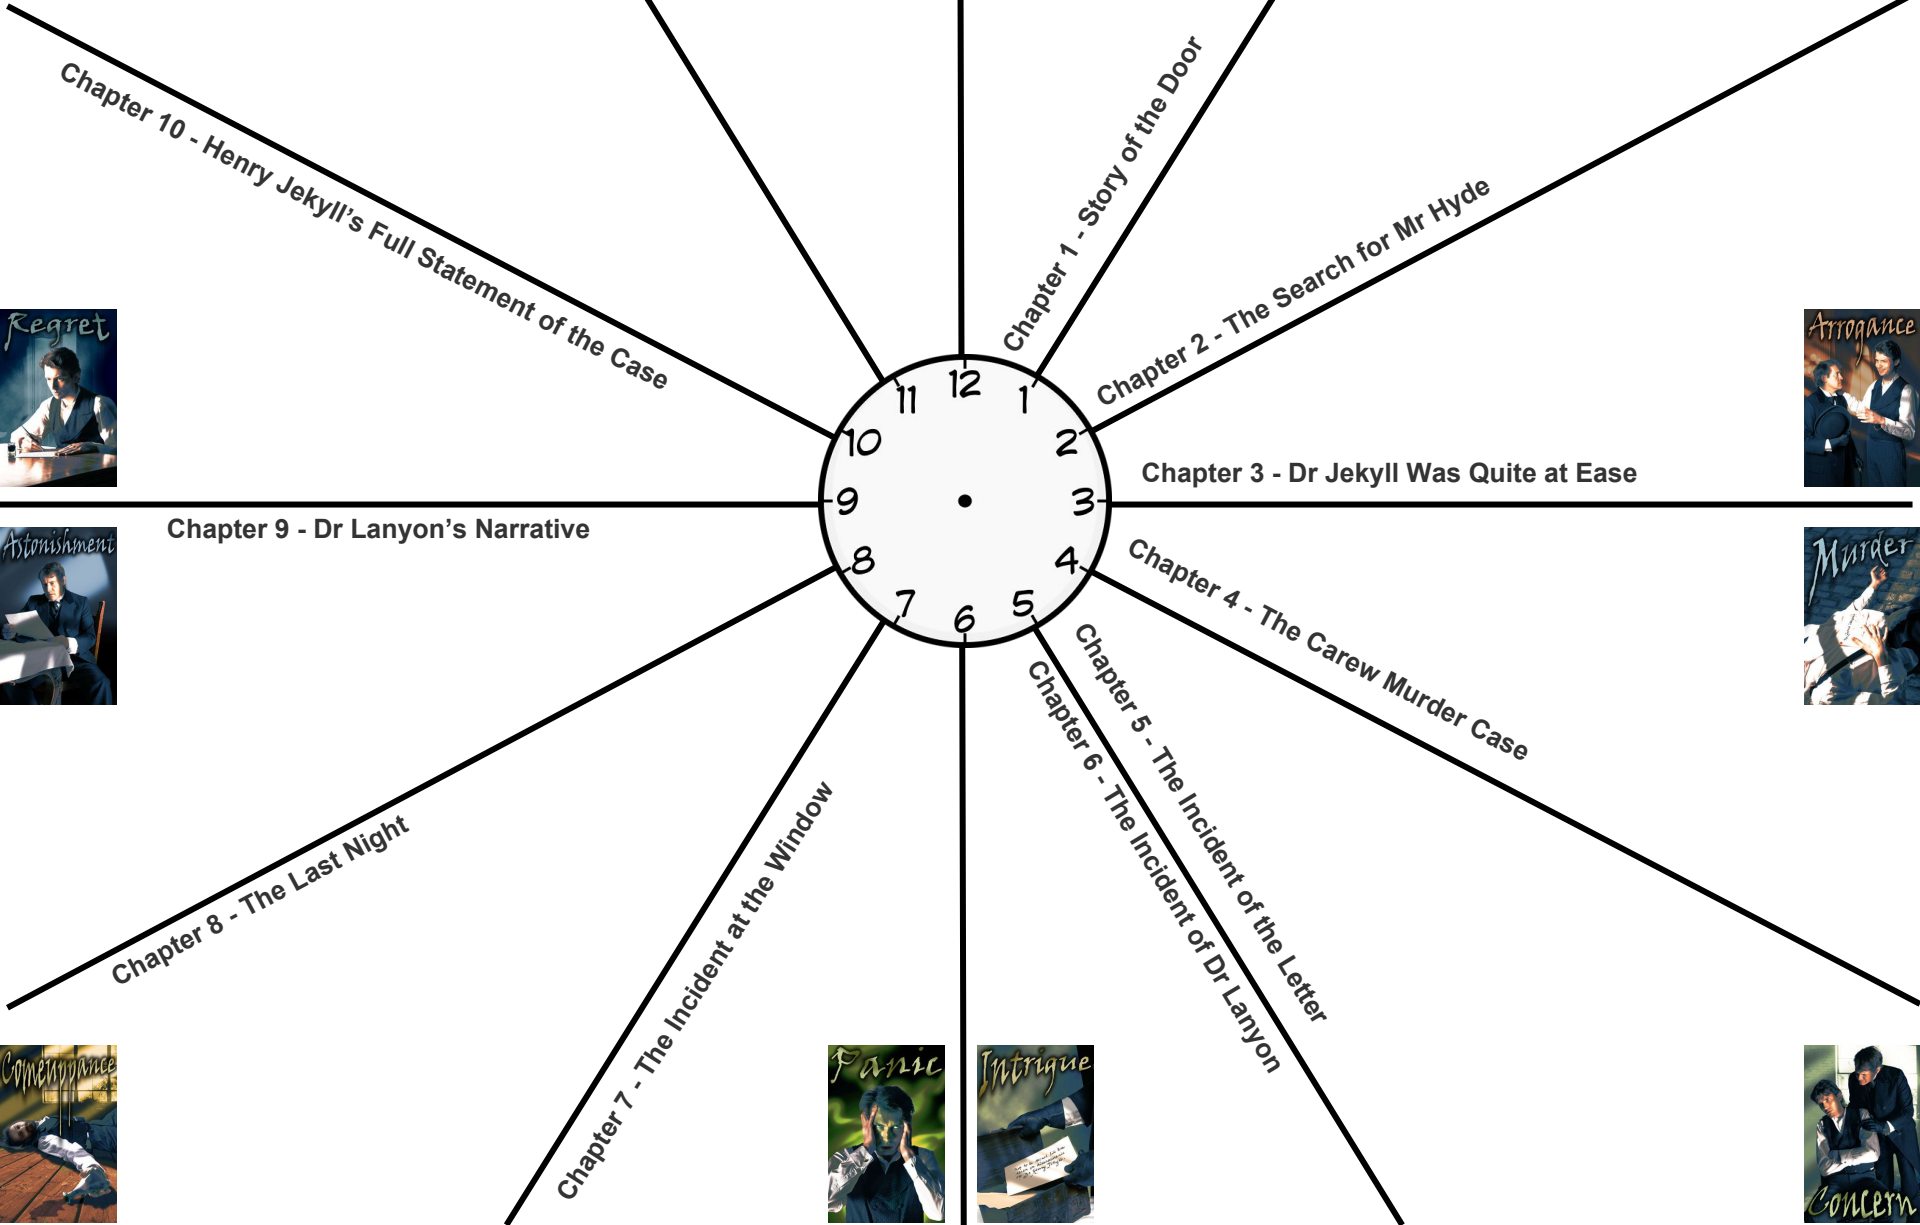 Chapter 1 - Story of the Door
Chapter 2 - The Search for Mr Hyde
Chapter 3 - Dr Jekyll Was Quite at Ease
Chapter 4 - The Carew Murder Case
Chapter 5 - The Incident of the Letter
Chapter 6 - The Incident of Dr Lanyon
Chapter 7 - The Incident at the Window
Chapter 8 - The Last Night
Chapter 9 - Dr Lanyon’s Narrative
Chapter 10 - Henry Jekyll’s Full Statement of the Case
12
1
2
3
4
5
6
7
8
9
10
11
Arrogance
Murder
Concern
Intrigue
Panic
Comeuppance
Astonishment
Regret